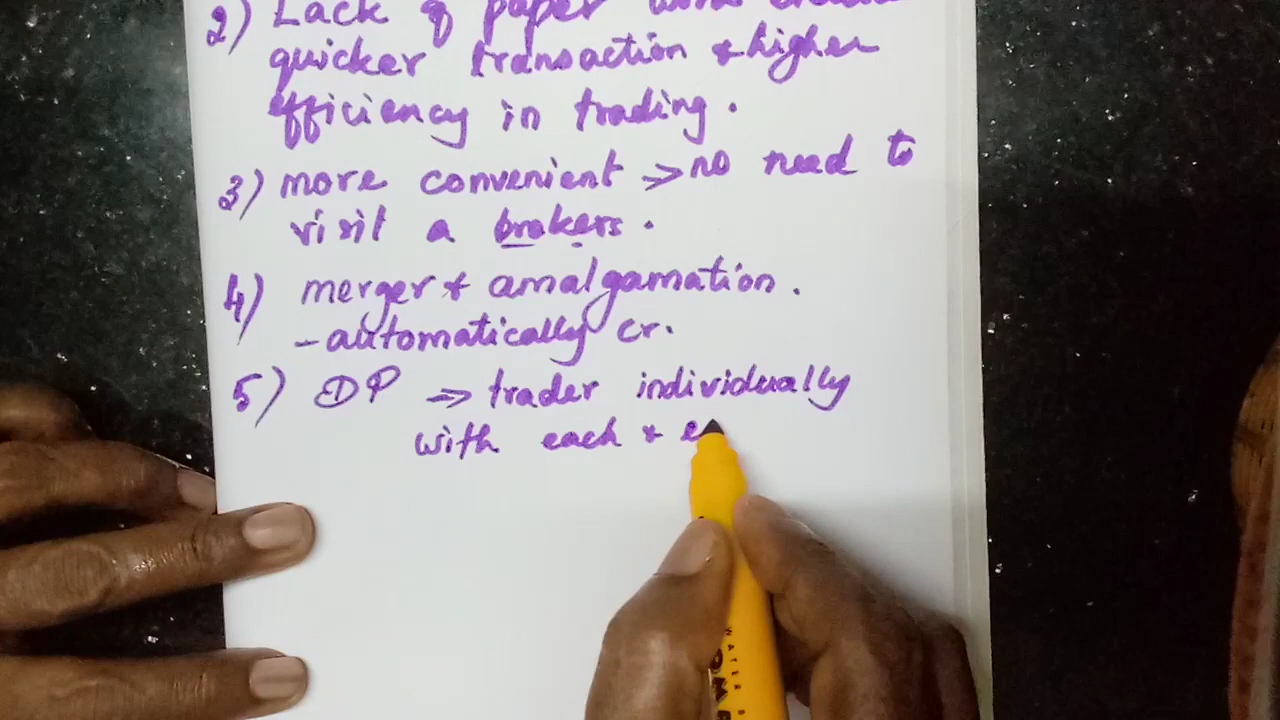 2) Lack of paper
quicker transaction & higher
efficiency in trading.
3) more convenient > no need to
visit a brokers.
4) merger & amalgamation.
- automatically cr.
5) DP => trader individually
with each & e